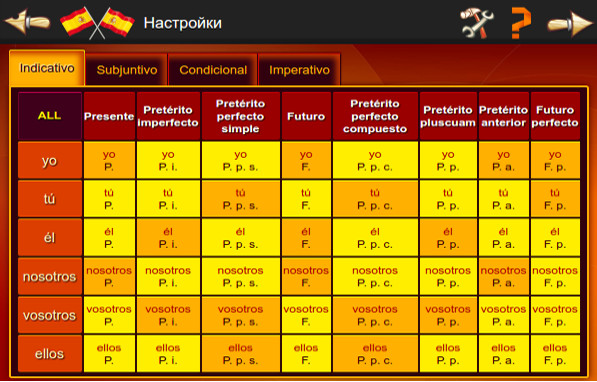 Настройки
Indicativo Subjuntivo Condicional Imperativo
ALL Presente Pretérito imperfecto Pretérito perfecto simple Futuro Pretérito perfecto compuesto Pretérito pluscuam Pretérito anterior Futuro perfecto
yo yo P. yo P. i. yo P. p. s. yo F. yo P. p. c. yo P. p. yo P. a. yo F. p.
tú tú P. tú P. i. tú P. p. s. tú F. tú P. p. c. tú P. p. tú P. a. tú F. p.
él él P. él P. i. él P. p. s. él F. él P. p. c. él P. p. él P. a. él F. p.
nosotros nosotros P. nosotros P. i. nosotros P. p. s. nosotros F. nosotros P. p. c. nosotros P. p. nosotros P. a. nosotros F. p.
vosotros vosotros P. vosotros P. i. vosotros P. p. s. vosotros F. vosotros P. p. c. vosotros P. p. vosotros P. a. vosotros F. p.
ellos ellos P. ellos P. i. ellos P. p. s. ellos F. ellos P. p. c. ellos P. p. ellos P. a. ellos F. p.